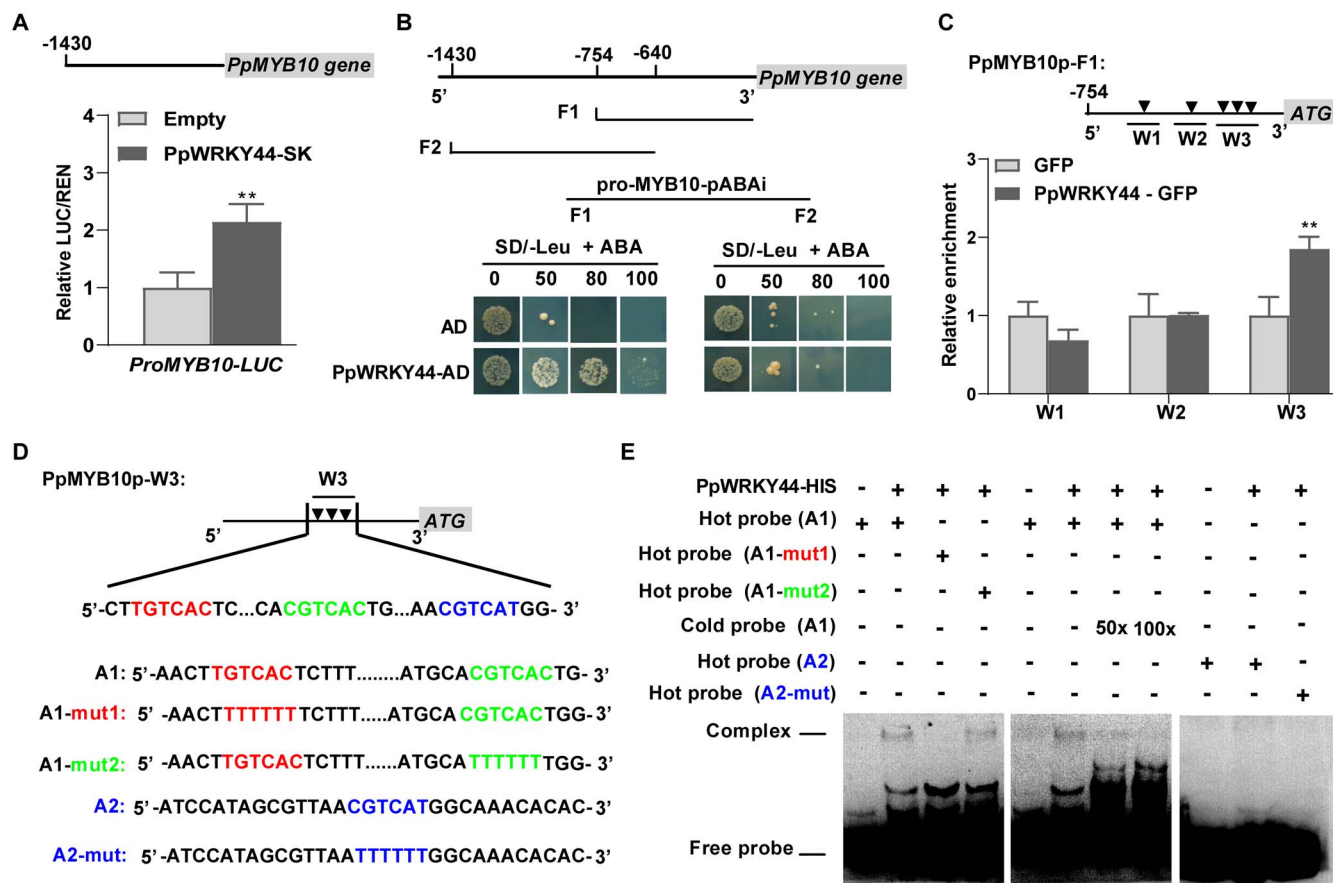 A
-1430
PpMYB10 gene
4
3
2
1
0
Relative LUC/REN
Empty
PpWRKY44-SK
**
ProMYB10-LUC
B
-1430
-754
-640
PpMYB10 gene
5’
3’
F1
F2
pro-MYB10-pABAi
F1
F2
SD/-Leu + ABA
SD/-Leu + ABA
0 50 80 100
0 50 80 100
AD
PpWRKY44-AD
C
PpMYB10p-F1:
-754
ATG
5’
W1
W2
W3
3’
3
2
1
0
Relative enrichment
GFP
PpWRKY44 - GFP
**
W1 W2 W3
D
PpMYB10p-W3:
W3
ATG
5’
3’
5’-CTTGTCACTC...CACGTCACTG...AACGTCATGG- 3’
A1: 5’-AACTTGTCACTCTTT........ATGCACGTCACTG- 3’
A1-mut1: 5’ -AACTTTTTTTTCTTT.....ATGCACGTCACTGG- 3’
A1-mut2: 5’ -AACTTGTCACTCTTT......ATGCATTTTTTTGG- 3’
A2: 5’-ATCCATAGCGTTAACGTCATGGCAAACACAC-3’
A2-mut: 5’-ATCCATAGCGTTAATTTTTTGGCAAACACAC-3’
E
PpWRKY44-HIS - + + + - + + + - + +
Hot probe (A1) + + - - + + + + - - -
Hot probe (A1-mut1) - - + - - - - - - - -
Hot probe (A1-mut2) - - - + - - - - - - -
Cold probe (A1) - - - - - - 50x 100x - - -
Hot probe (A2) - - - - - - - - + + -
Hot probe (A2-mut) - - - - - - - - - - +
Complex
Free probe